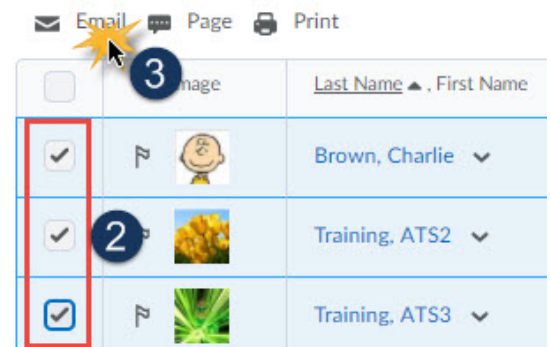 Email Page Print
3
mage Last Name ▲ , First Name
Brown, Charlie
2 Training, ATS2
Training, ATS3